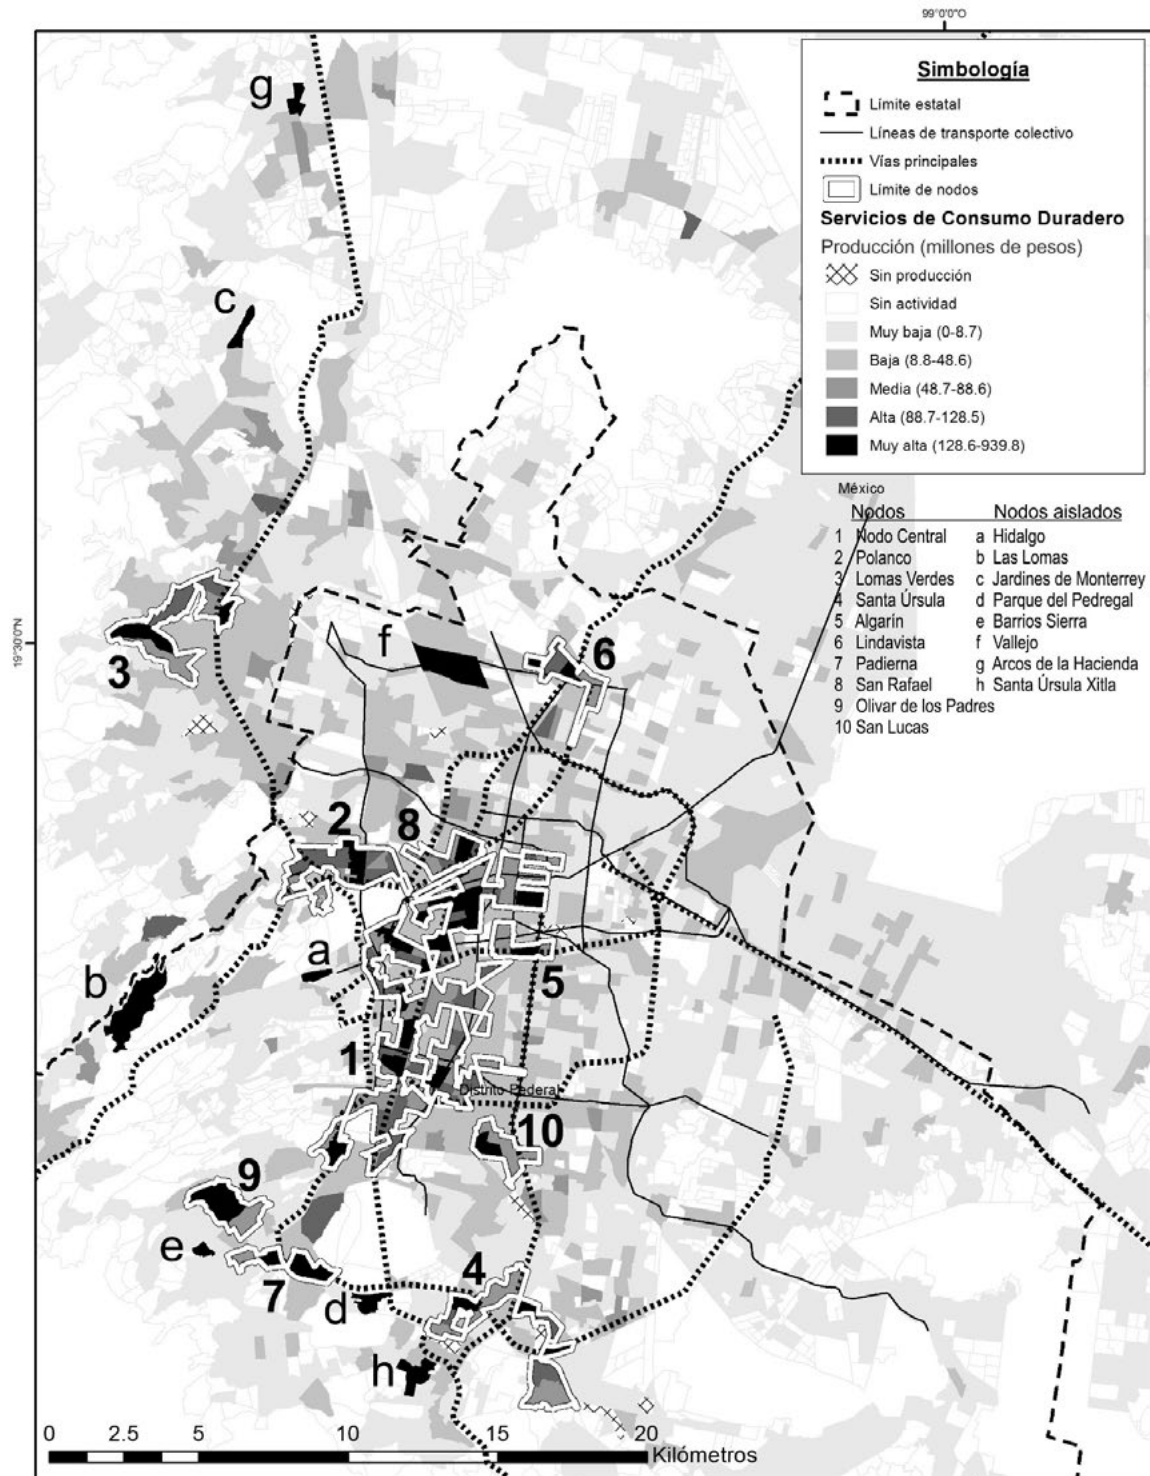 99°0'0"O
Simbología
Límite estatal
Líneas de transporte colectivo
Vías principales
Límite de nodos
Servicios de Consumo Duradero
Producción (millones de pesos)
Sin producción
Sin actividad
Muy baja (0-8.7)
Baja (8.8-48.6)
Media (48.7-88.6)
Alta (88.7-128.5)
Muy alta (128.6-939.8)
México
Nodos Nodos aislados
1 Nodo Central a Hidalgo
2 Polanco b Las Lomas
3 Lomas Verdes c Jardines de Monterrey
4 Santa Úrsula d Parque del Pedregal
5 Algarín e Barrios Sierra
6 Lindavista f Vallejo
7 Padierna g Arcos de la Hacienda
8 San Rafael h Santa Úrsula Xitla
9 Olivar de los Padres
10 San Lucas
19°30'0"N
g
c
f
6
3
2
8
a
b
5
1
Distrito Federal
10
9
e
7
4
d
h
0 2.5 5 10 15 20
Kilómetros